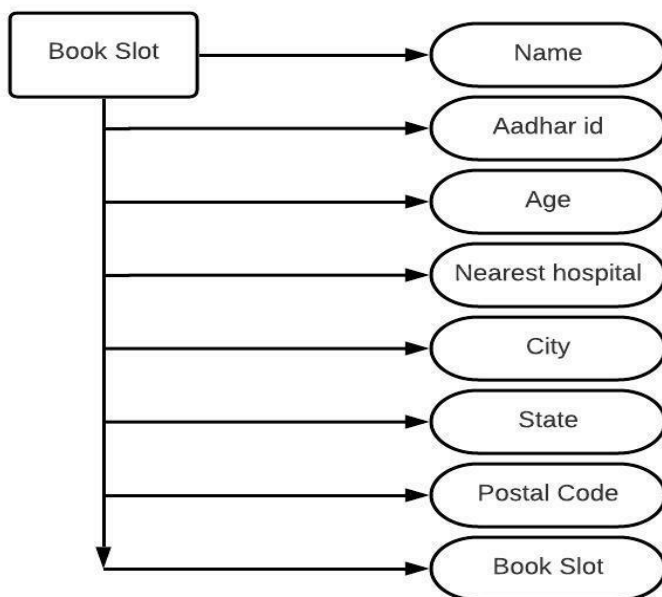 Book Slot
Name
Aadhar id
Age
Nearest hospital
City
State
Postal Code
Book Slot